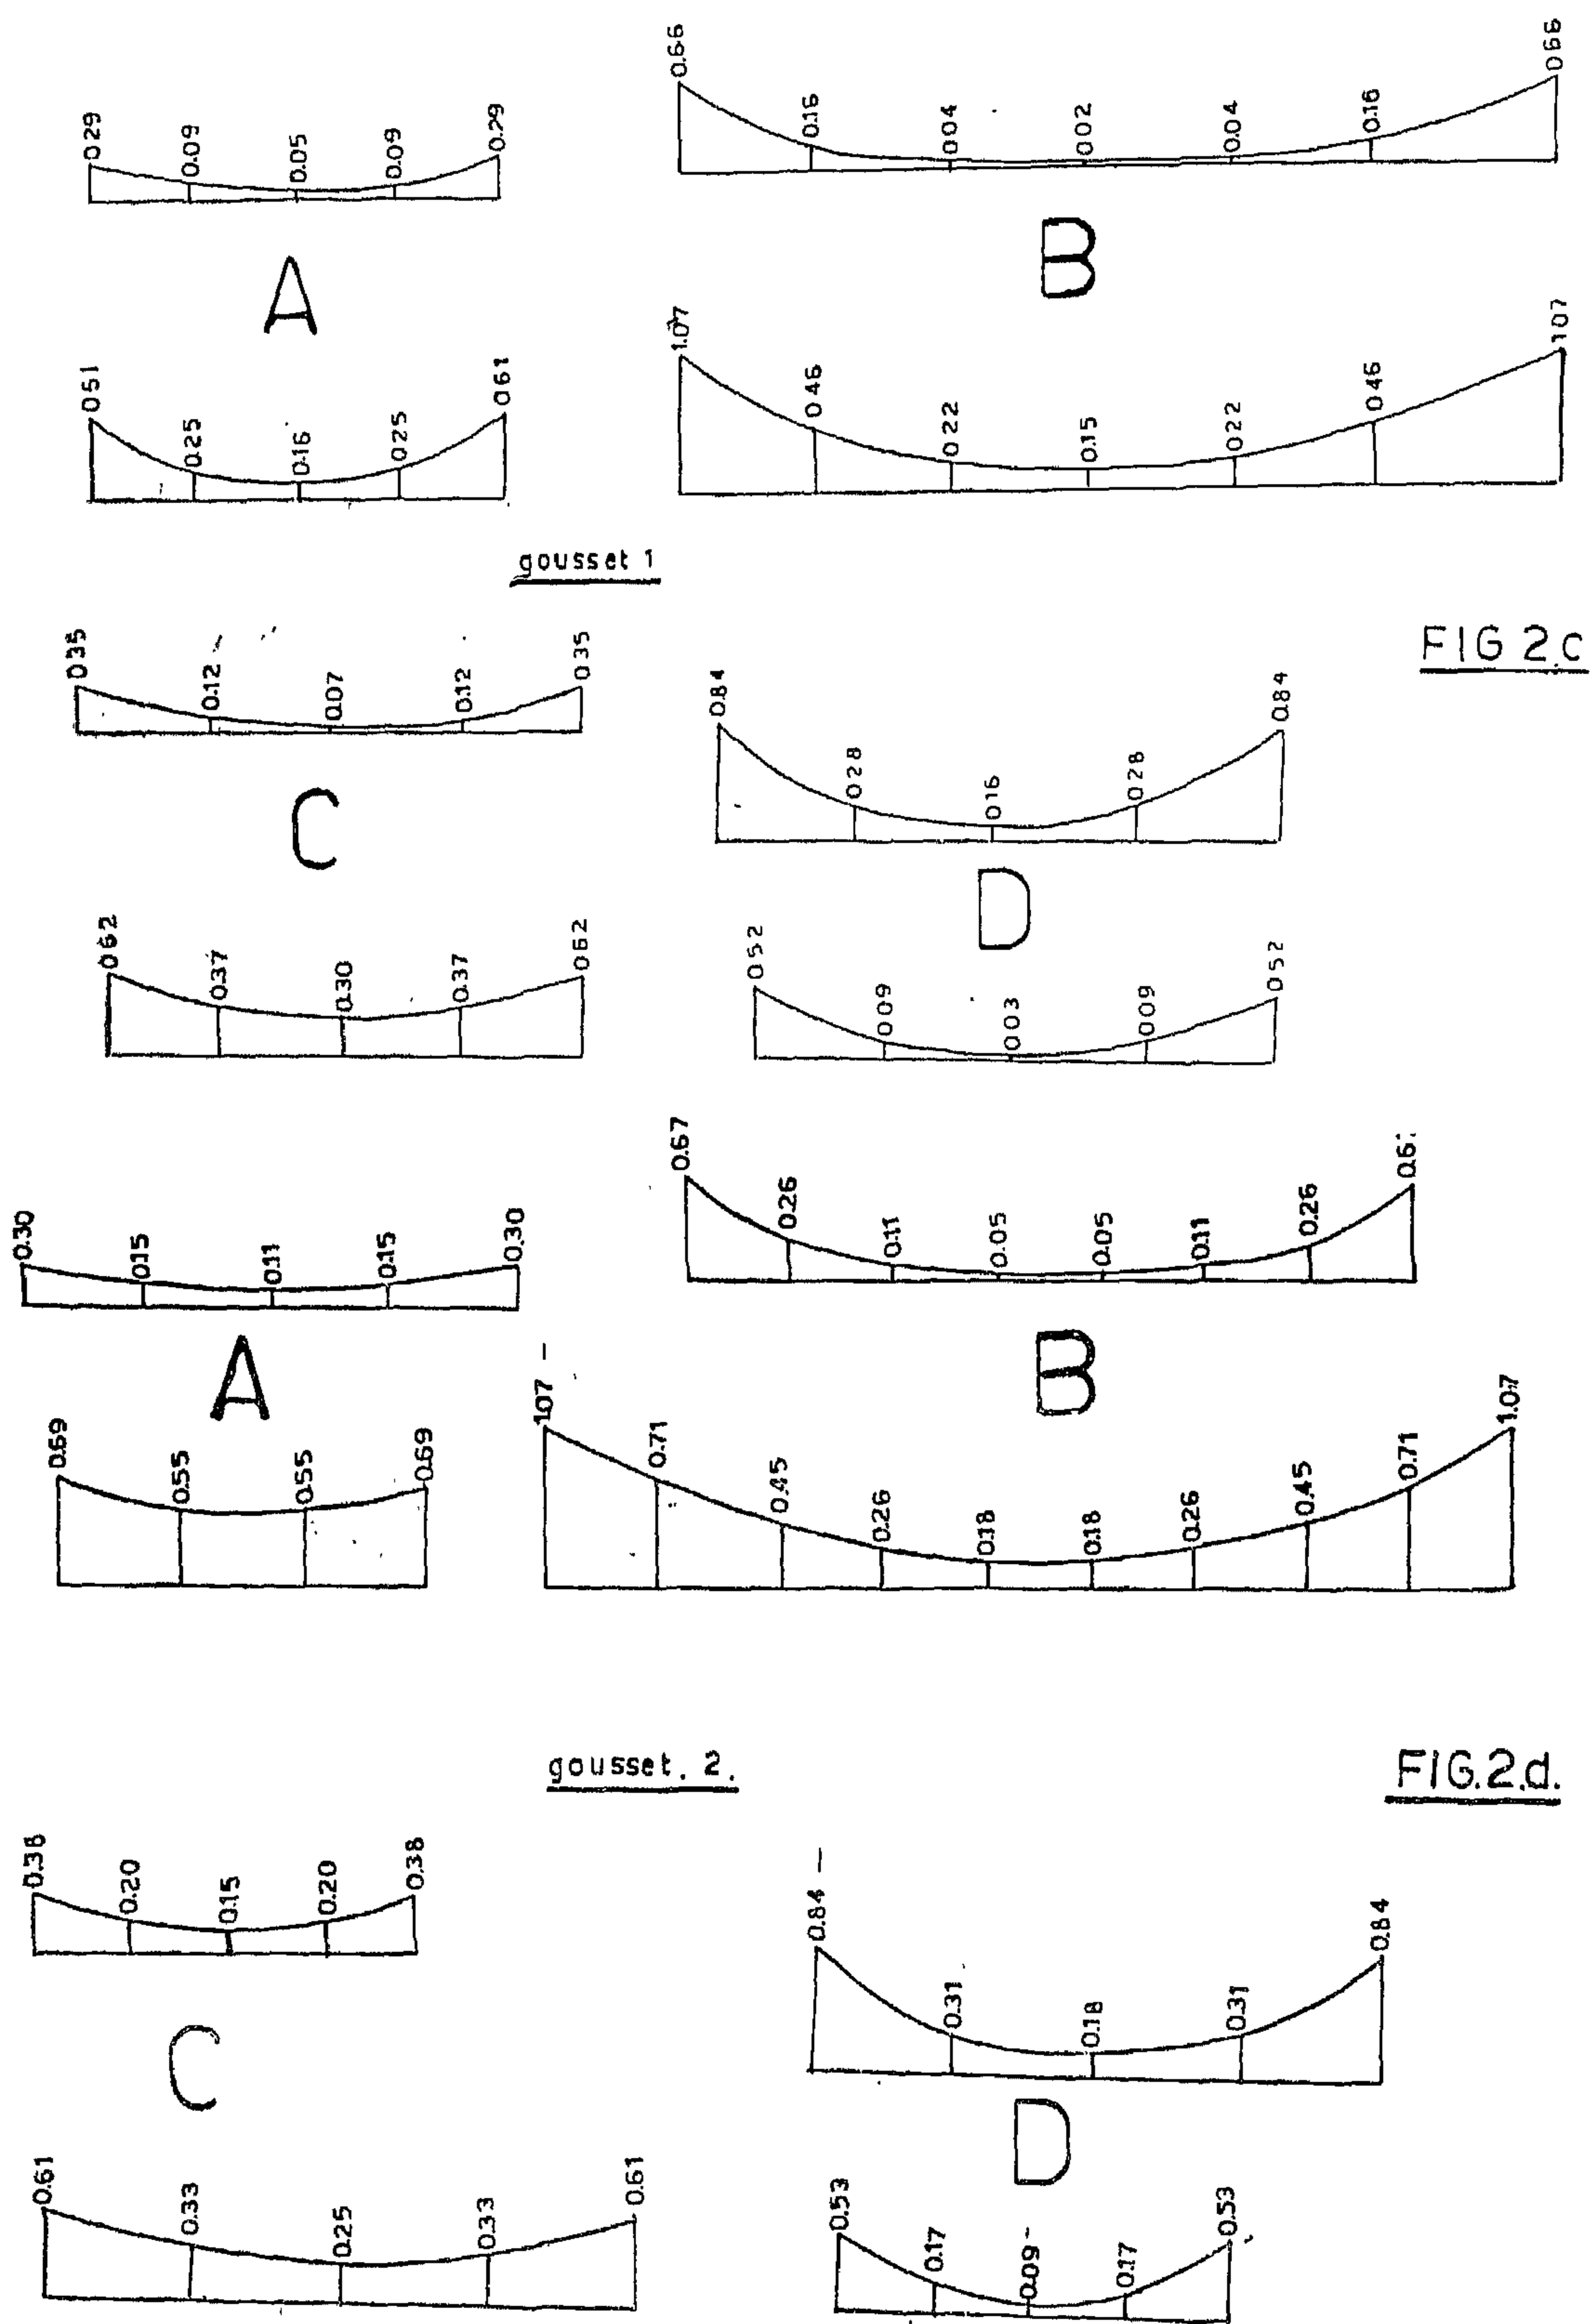 0.29 0.09 0.05 0.09 0.29
0.66 0.16 0.04 0.02 0.04 0.16 0 66
A
B
0 61 0.25 0.16 0.25 0 61
1.07 0 46 0 22 0.15 0 22 0 46 1 07
gousset 1
FIG 2.c
0.35 0.12 0.07 0.12 0 35
0.84 0 28 0 16 0 28 0.84
C
D
0 62 0.37 0.30 0.37 0 62
0 52 0 09 0 03 0 09 0 52
0.67 0.26 0.11 0.05 0.05 0.11 0.26
0.30 0.15 0.11 0.15 0.30
A
B
0.69 0.55 0.55 0.69
107 0.71 0.45 0.26 0.18 0.18 0.26 0.45 0.71 1.07
gousset. 2.
FIG.2.d.
0.38 0.20 0.15 0.20 0.38
0.84 0.31 0.18 0.31 0.84
C
D
0.61 0.33 0.25 0.33 0.61
0.53 0.17 0.09 0.17 0.53